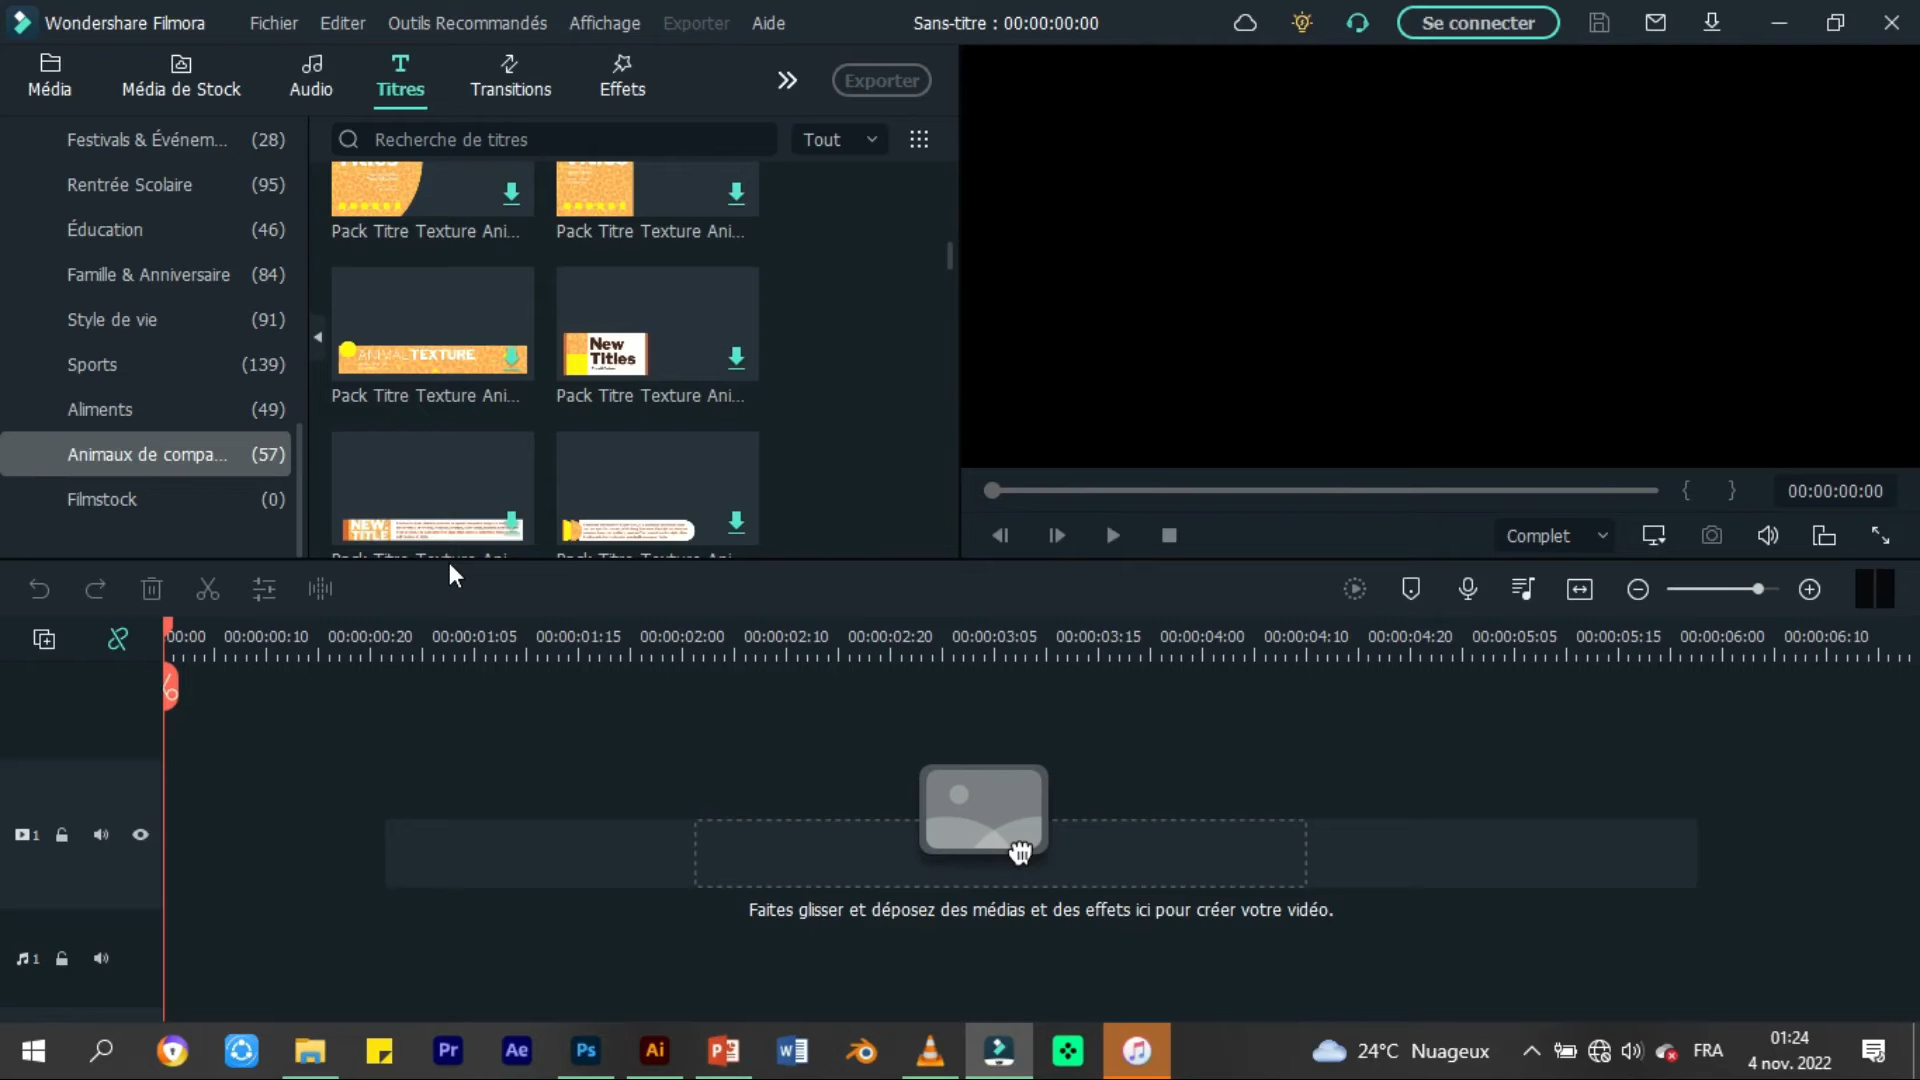 Wondershare Filmora Fichier Editer Outils Recommandés Affichage Exporter Aide Sans-titre : 00:00:00:00 Se connecter
Média Média de Stock Audio Titres Transitions Effets Exporter
Recherche de titres Tout
Festivals & Événem... (28)
Rentrée Scolaire (95)
Éducation (46)
Famille & Anniversaire (84)
Style de vie (91)
Sports (139)
Aliments (49)
Animaux de compa... (57)
Filmstock (0)
Pack Titre Texture Ani... Pack Titre Texture Ani...
ANIMAL TEXTURE
New
Titles
Pack Titre Texture Ani... Pack Titre Texture Ani...
NEW.
TITLE
00:00:00:00
Complet
00:00 00:00:00:10 00:00:00:20 00:00:01:05 00:00:01:15 00:00:02:00 00:00:02:10 00:00:02:20 00:00:03:05 00:00:03:15 00:00:04:00 00:00:04:10 00:00:04:20 00:00:05:05 00:00:05:15 00:00:06:00 00:00:06:10
1
Faites glisser et déposez des médias et des effets ici pour créer votre vidéo.
1
Pr Ae Ps Ai 24°C Nuageux FRA
01:24
4 nov. 2022